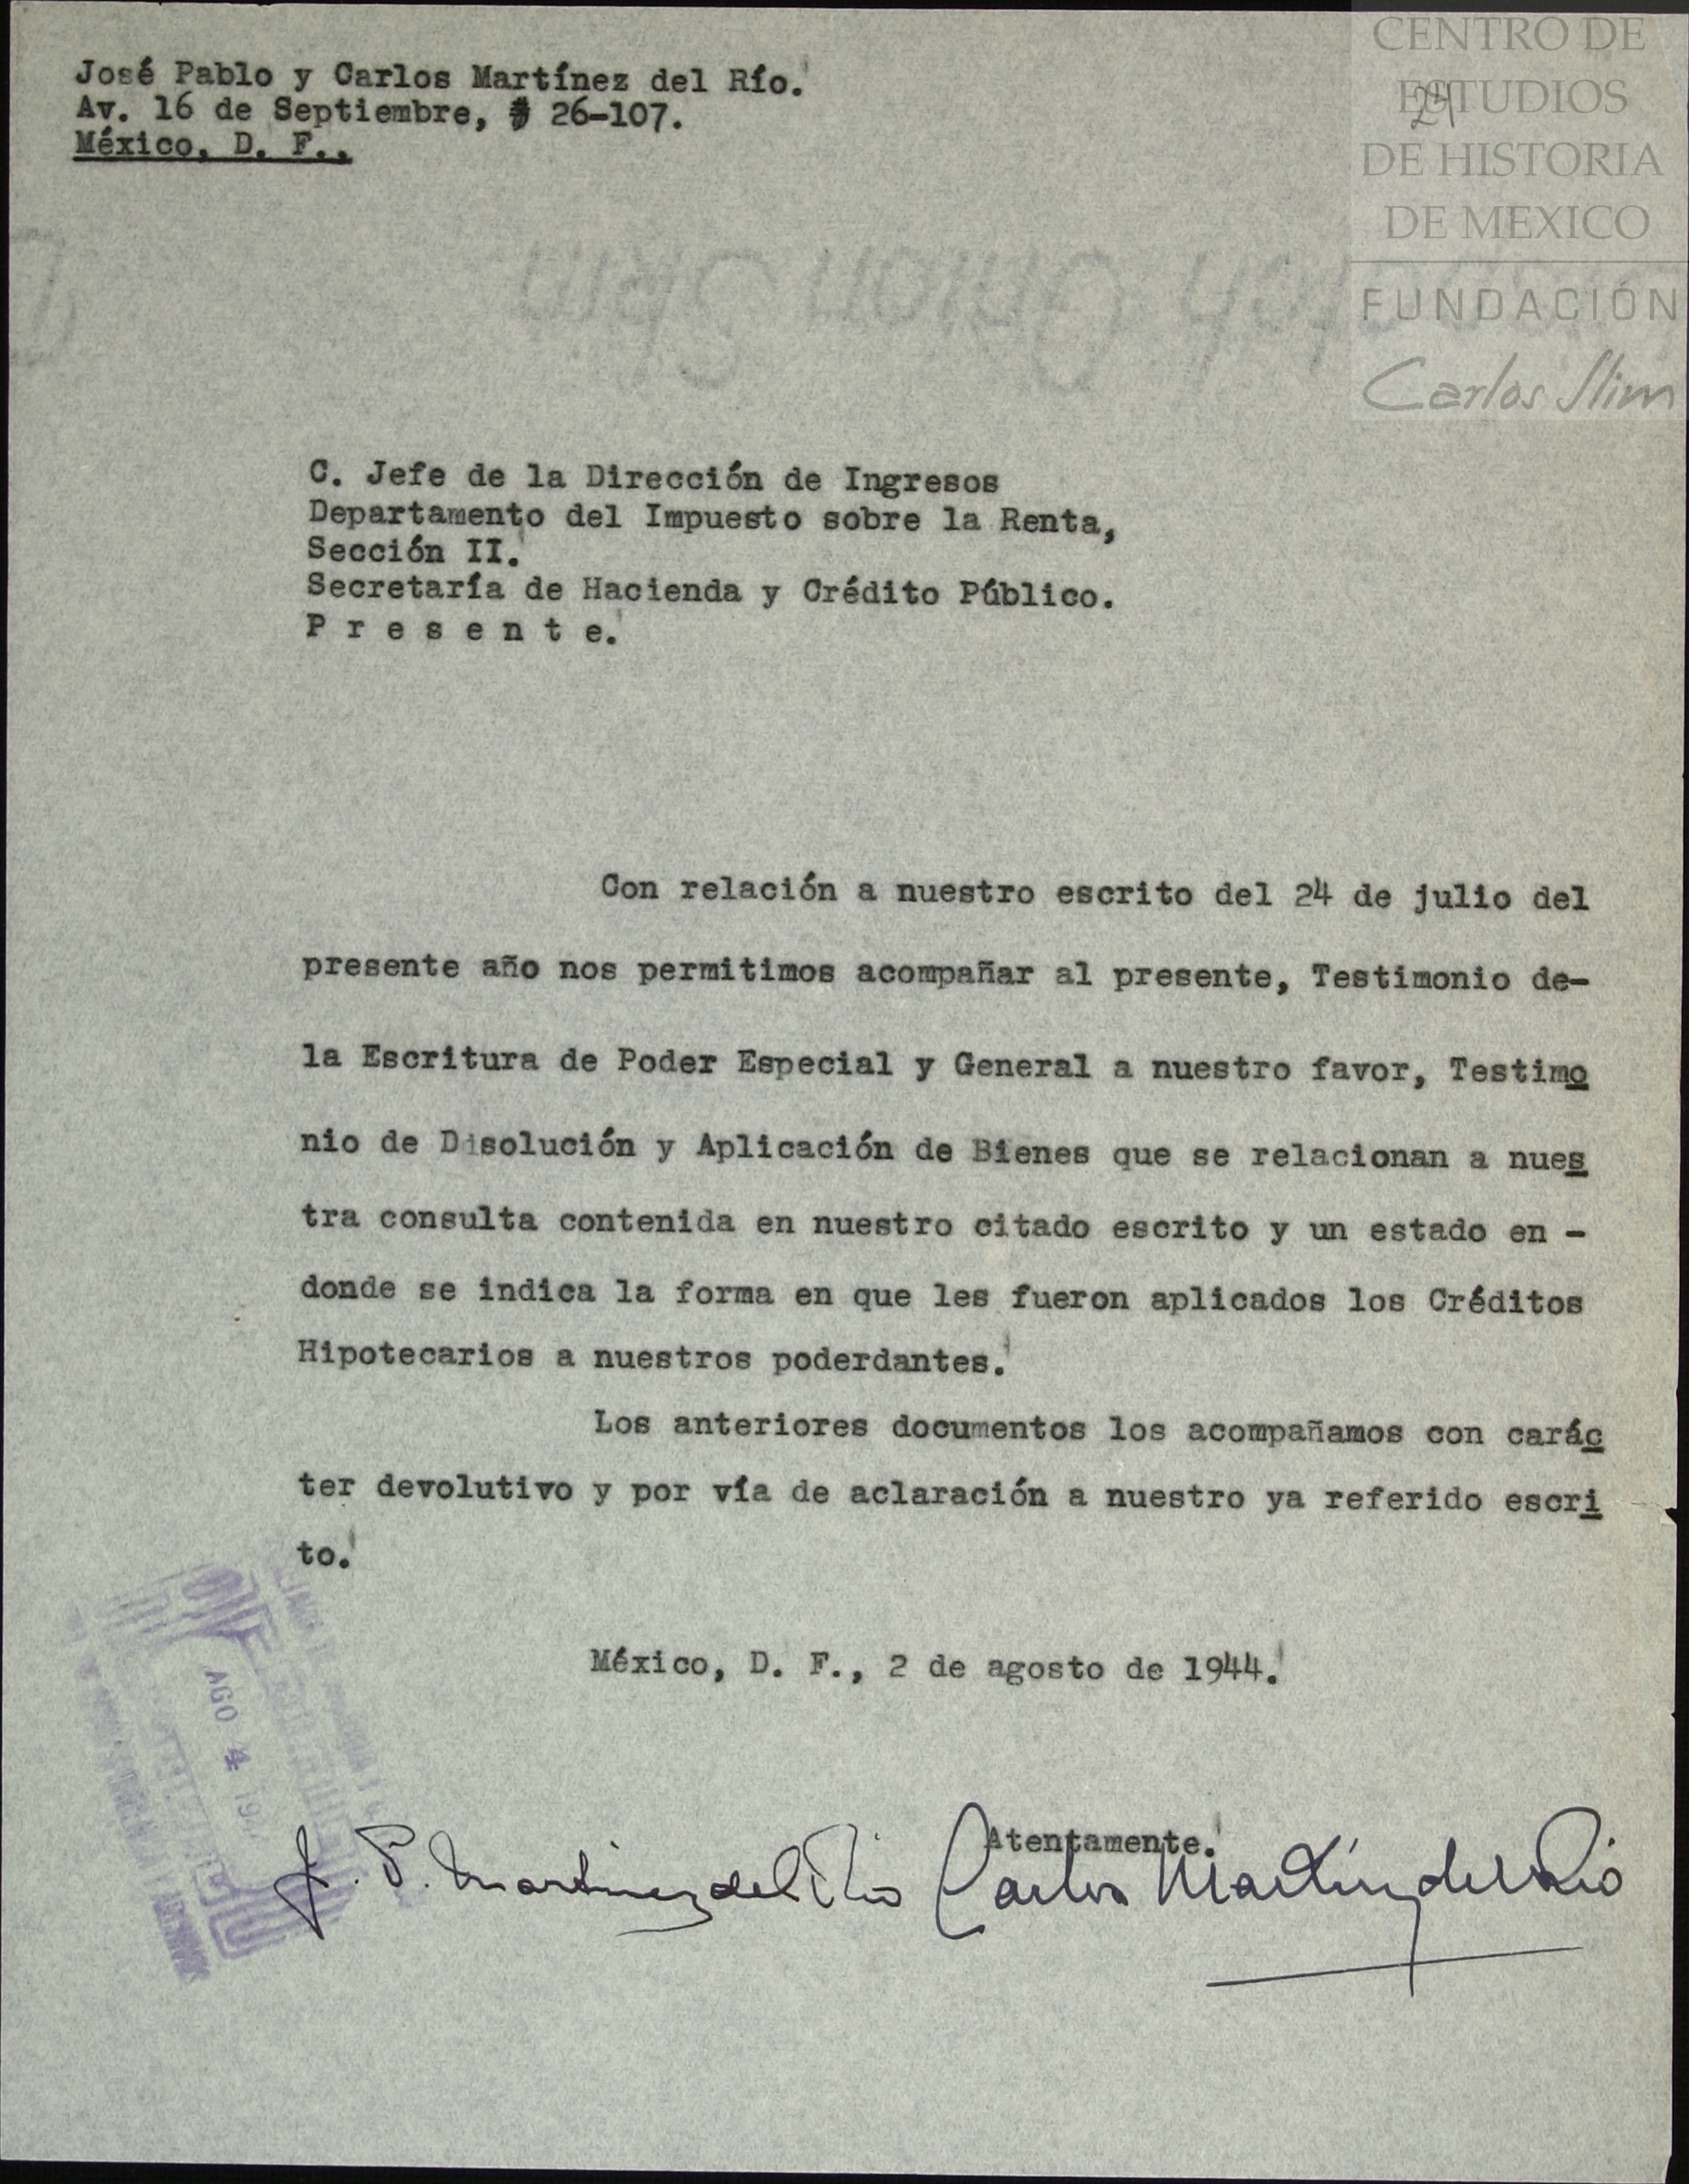 José Pablo y Carlos Martínez del Río.
Av. 16 de Septiembre, # 26-107.
México, D. F.,
CENTRO DE
ESTUDIOS
DE HISTORIA
DE MEXICO
FUNDACIÓN
Carlos Slim
24
C. Jefe de la Dirección de Ingresos
Departamento del Impuesto sobre la Renta,
Sección II.
Secretaría de Hacienda y Crédito Público.
P r e s e n t e.
Con relación a nuestro escrito del 24 de julio del
presente año nos permitimos acompañar al presente, Testimonio de-
la Escritura de Poder Especial y General a nuestro favor, Testimo
nio de Disolución y Aplicación de Bienes que se relacionan a nues
tra consulta contenida en nuestro citado escrito y un estado en -
donde se indica la forma en que les fueron aplicados los Créditos
Hipotecarios a nuestros poderdantes.
Los anteriores documentos los acompañamos con carác
ter devolutivo y por vía de aclaración a nuestro ya referido escri
to.
México, D. F., 2 de agosto de 1944.
AGO 4 19
Atentamente.
J. P. Martinez del Rio Carlos Martínez del Río